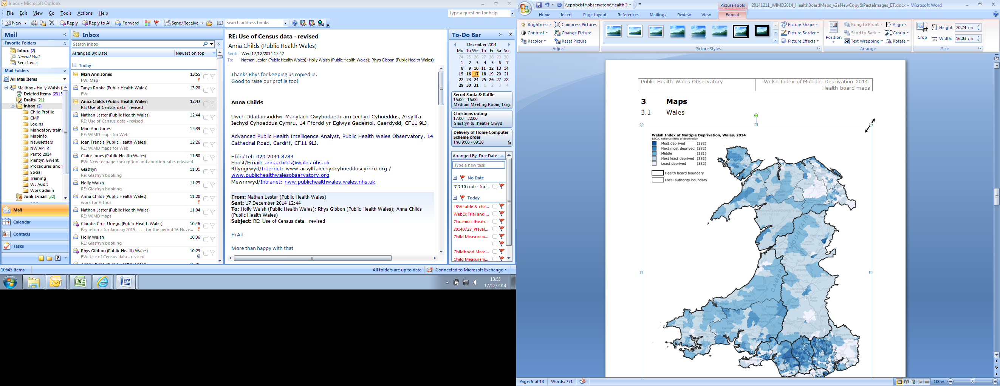 Inbox - Microsoft Outlook
File Edit View Go Tools Actions Help
Type a question for help
New Reply Reply to All Forward Send/Receive Search address books
Mail
Favorite Folders
Inbox (2)
Unread Mail
Sent Items
Mail Folders
All Mail Items
Mailbox - Holly Walsh (
Deleted Items (2815
Drafts [21]
Inbox (2)
Child Profile
CMP
Logins
Mandatory traini
MapInfo
Newsletters
NW APHR
Panto 2014
Plentyn Gwent
Procedures and t
Social
Training
WL Audit
Work admin
Junk E-mail [32]
Mail
Calendar
Contacts
Tasks
Inbox
Search Inbox
Arranged By: Date Newest on top
Today
Mari Ann Jones 13:55
FW: Map
Tanya Rooke (Public Health Wales) 13:20
FW:
Anna Childs (Public Health Wales) 12:47
RE: Use of Census data - revised
Nathan Lester (Public Health Wales) 12:44
RE: Use of Census data - revised
Mari Ann Jones 12:39
RE: WIMD maps for Web
Ioan Francis (Public Health Wales) 12:26
RE: WIMD maps for Web
Claire Jones (Public Health Wales) 11:50
FW: New teenage conception and abortion rates released
Glasfryn 11:31
Re: Glasfryn booking
Holly Walsh 11:29
RE: Glasfryn booking
Anna Childs (Public Health Wales) 11:20
work for Arthur
Nathan Lester (Public Health Wales) 11:04
RE: WIMD maps
Claudia Cruz-Urrego (Public Health Wales) 10:46
Pay returns for January 2015 ---- for the period 16 Nove...
Holly Walsh 10:36
RE: Glasfryn booking
Rhys Gibbon (Public Health Wales) 10:29
FW: Use of Census data - revised
RE: Use of Census data - revised
Anna Childs (Public Health Wales)
Sent: Wed 17/12/2014 12:47
To: Nathan Lester (Public Health Wales); Holly Walsh (Public Health Wales); Rhys Gibbon (Public Health Wales)
Thanks Rhys for keeping us copied in.
Good to raise our profile too!
Anna Childs
Uwch Ddadansoddwr Manylach Gwybodaeth am Iechyd Cyhoeddus, Arsyllfa
Iechyd Cyhoeddus Cymru, 14 Ffordd yr Eglwys Gadeiriol, Caerdydd, CF11 9LJ.
Advanced Public Health Intelligence Analyst, Public Health Wales Observatory, 14
Cathedral Road, Cardiff, CF11 9LJ.
Ffôn/Tel: 029 2034 8783
Ebost/Email: anna.childs@wales.nhs.uk
Rhyngrwyd/Internet: www.arsyllfaiechydcyhoedduscymru.org /
www.publichealthwalesobservatory.org
Mewnrwyd/Intranet: nww.publichealthwales.wales.nhs.uk
From: Nathan Lester (Public Health Wales)
Sent: 17 December 2014 12:44
To: Holly Walsh (Public Health Wales); Rhys Gibbon (Public Health Wales); Anna Childs
(Public Health Wales)
Subject: RE: Use of Census data - revised
Hi All
More than happy with that
To-Do Bar
December 2014
Mo Tu We Th Fr Sa Su
24 25 26 27 28 29 30
1 2 3 4 5 6 7
8 9 10 11 12 13 14
15 16 17 18 19 20 21
22 23 24 25 26 27 28
29 30 31 1 2 3 4
Secret Santa & Raffle
15:00 - 16:00
Medium Meeting Room; Tany
Christmas outing
17:00 - 22:00
Glasfryn & Theatre Clwyd
Delivery of Home Computer
Scheme order
Thu 9:00 - 09:30
Arranged By: Due Date
Type a new task
No Date
ICD 10 codes for...
Today
LBW table & cha...
WebEx Trial and ...
Christmas theatr...
20140722_Preval...
Child Measurem...
Childhood Meas...
Child Measurem...
10645 Items
All folders are up to date. Connected to Microsoft Exchange
13:55
17/12/2014
\\epobclstr\observatory\Health I
Picture Tools
20141211_WIMD2014_HealthBoardMaps_v2aNewCopy&PasteImages_ET.docx - Microsoft Word
Home Insert Page Layout References Mailings Review View Format
Brightness Compress Pictures
Contrast Change Picture
Recolor Reset Picture
Adjust
Picture Styles
Picture Shape
Picture Border
Picture Effects
Position
Bring to Front
Send to Back
Text Wrapping
Align
Group
Rotate
Arrange
Crop
Height: 20.74 cm
Width: 16.03 cm
Size
Public Health Wales Observatory
Welsh Index of Multiple Deprivation 2014:
Health board maps
3 Maps
3.1 Wales
Welsh Index of Multiple Deprivation, Wales, 2014
LSOA, national fifths of deprivation
Most deprived (382)
Next most deprived (382)
Middle (381)
Next least deprived (382)
Least deprived (382)
Health board boundary
Local authority boundary
Page: 6 of 13 Words: 771
100%